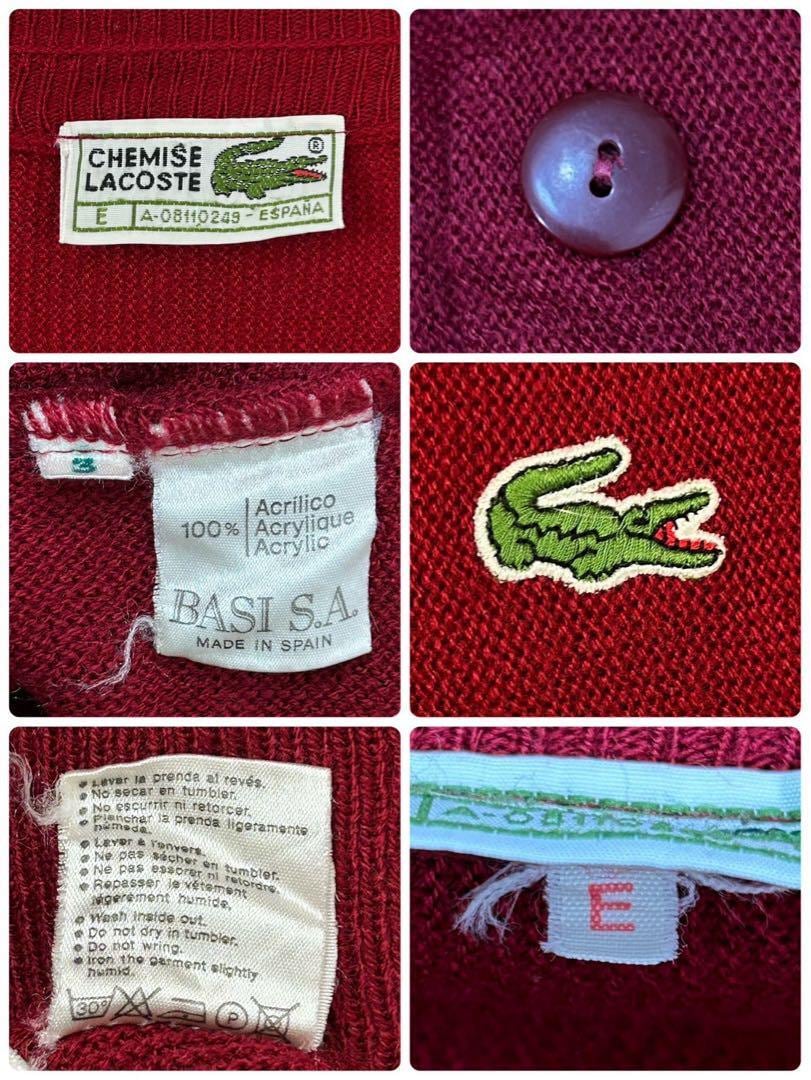 CHEMISE
LACOSTE
®
E A-08110249 - ESPAÑA
3
100% Acrílico
Acrylique
Acrylic
BASI S.A.
MADE IN SPAIN
Lavar la prenda al revés.
No secar en tumbler.
No escurrir ni retorcer.
Planchar la prenda ligeramente
húmeda.
Laver à l'envers.
Ne pas sécher en tumbler.
Ne pas essorer ni retordre.
Repasser le vêtement
légèrement humide.
Wash inside out.
Do not dry in tumbler.
Do not wring.
Iron the garment slightly
humid.
30°
P
A-0811
E